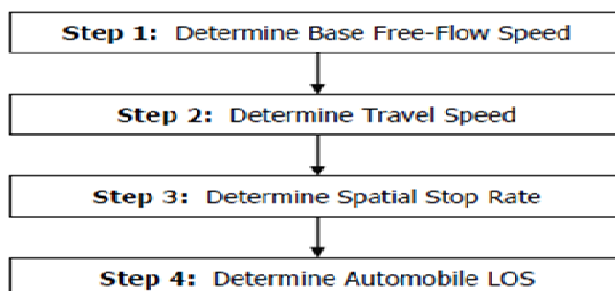 Step 1: Determine Base Free-Flow Speed
Step 2: Determine Travel Speed
Step 3: Determine Spatial Stop Rate
Step 4: Determine Automobile LOS